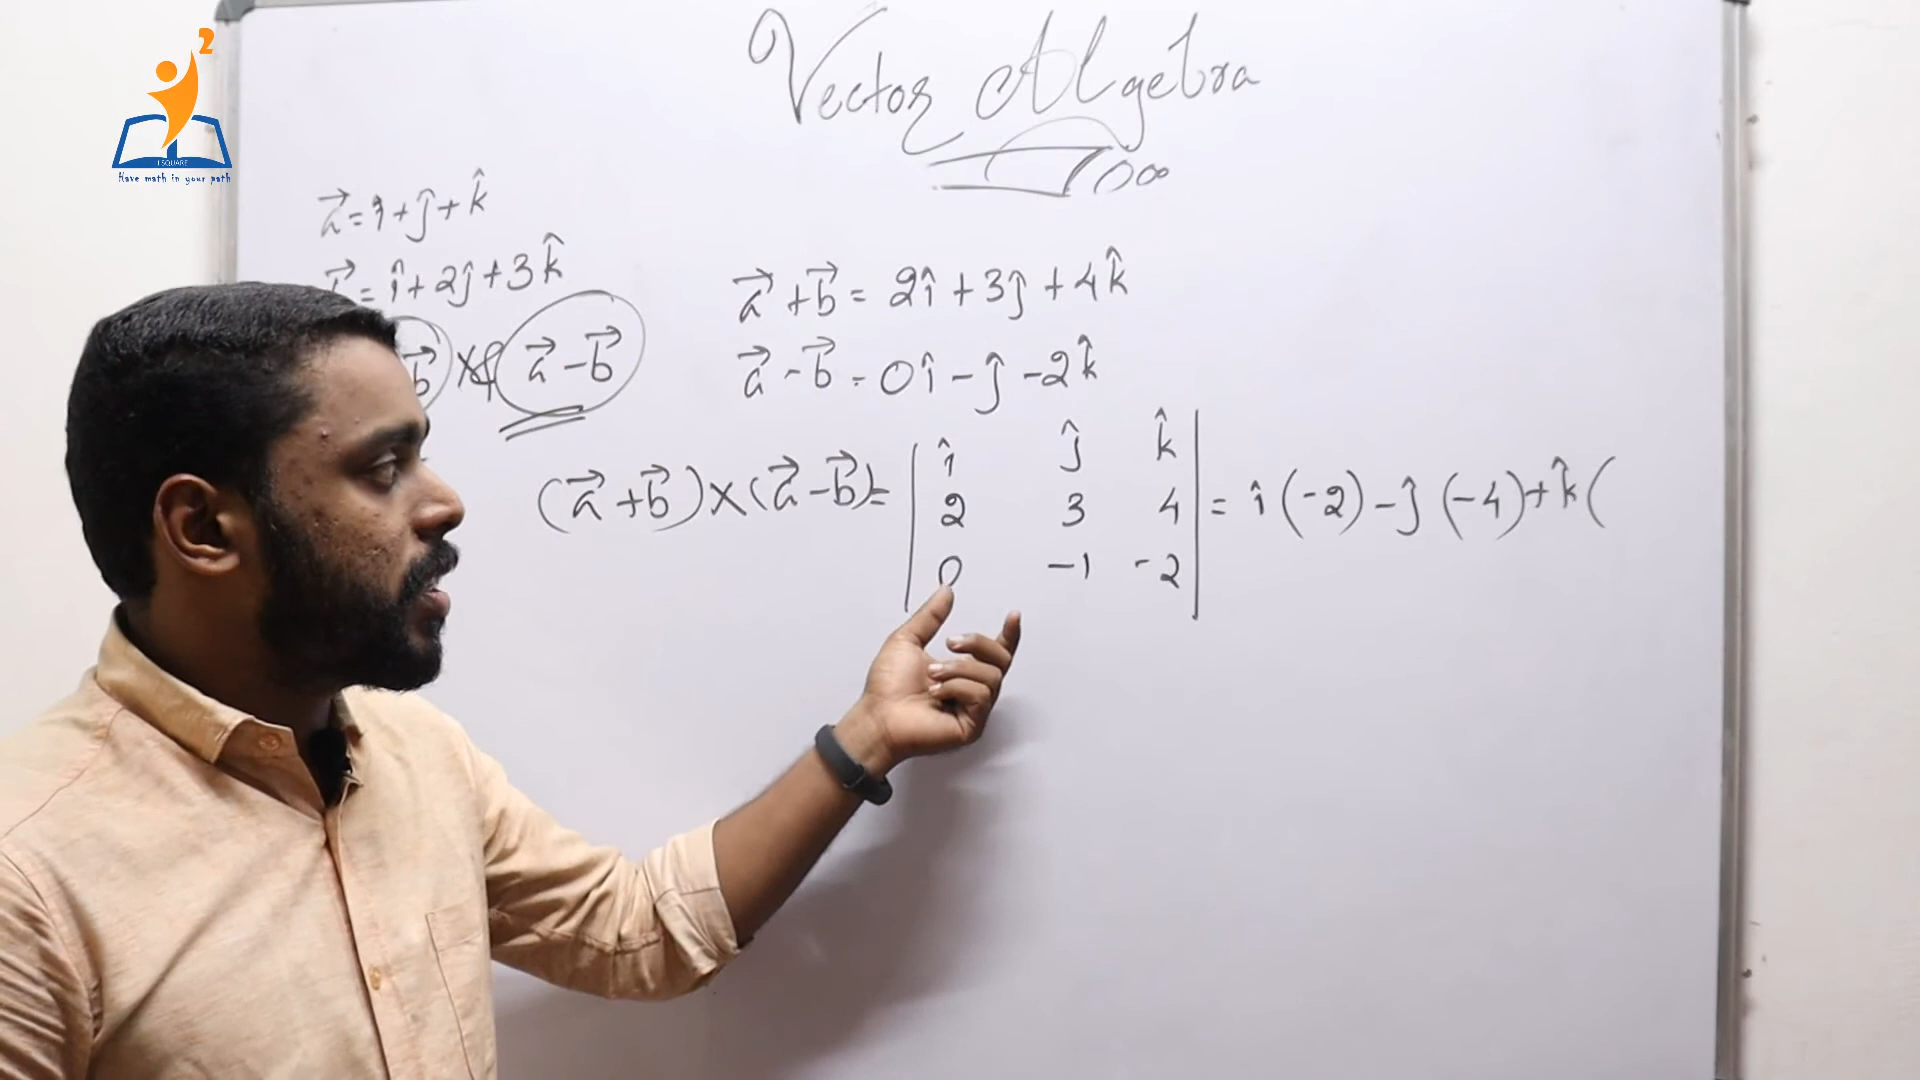 2
I SQUARE
Have math in your path
Vector Algebra
a⃗ = î + ĵ + k̂
= î + 2ĵ + 3k̂
b⃗ × a⃗ - b⃗
a⃗ + b⃗ = 2î + 3ĵ + 4k̂
a⃗ - b⃗ = 0î - ĵ - 2k̂
(a⃗ + b⃗) × (a⃗ - b⃗) = | î ĵ k̂ |
| 2 3 4 | = î (-2) - ĵ (-4) + k̂ (
| 0 -1 -2 |